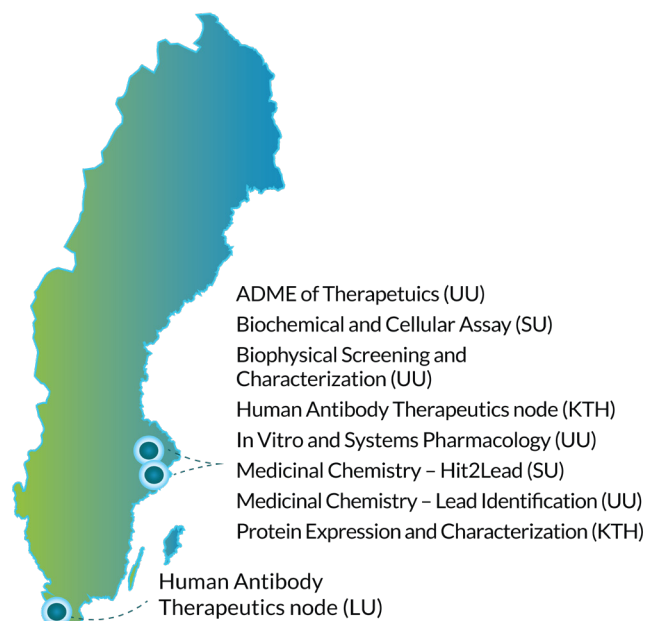 ADME of Therapetuics (UU)
Biochemical and Cellular Assay (SU)
Biophysical Screening and
Characterization (UU)
Human Antibody Therapeutics node (KTH)
In Vitro and Systems Pharmacology (UU)
Medicinal Chemistry – Hit2Lead (SU)
Medicinal Chemistry – Lead Identification (UU)
Protein Expression and Characterization (KTH)
Human Antibody
Therapeutics node (LU)